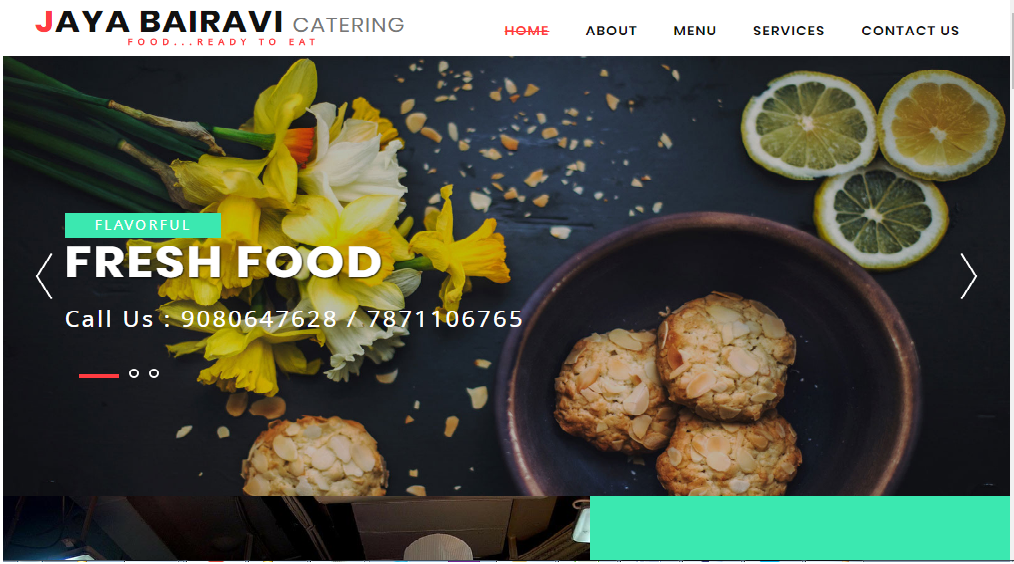 JAYA BAIRAVI CATERING
FOOD...READY TO EAT
HOME ABOUT MENU SERVICES CONTACT US
FLAVORFUL
FRESH FOOD
Call Us : 9080647628 / 7871106765